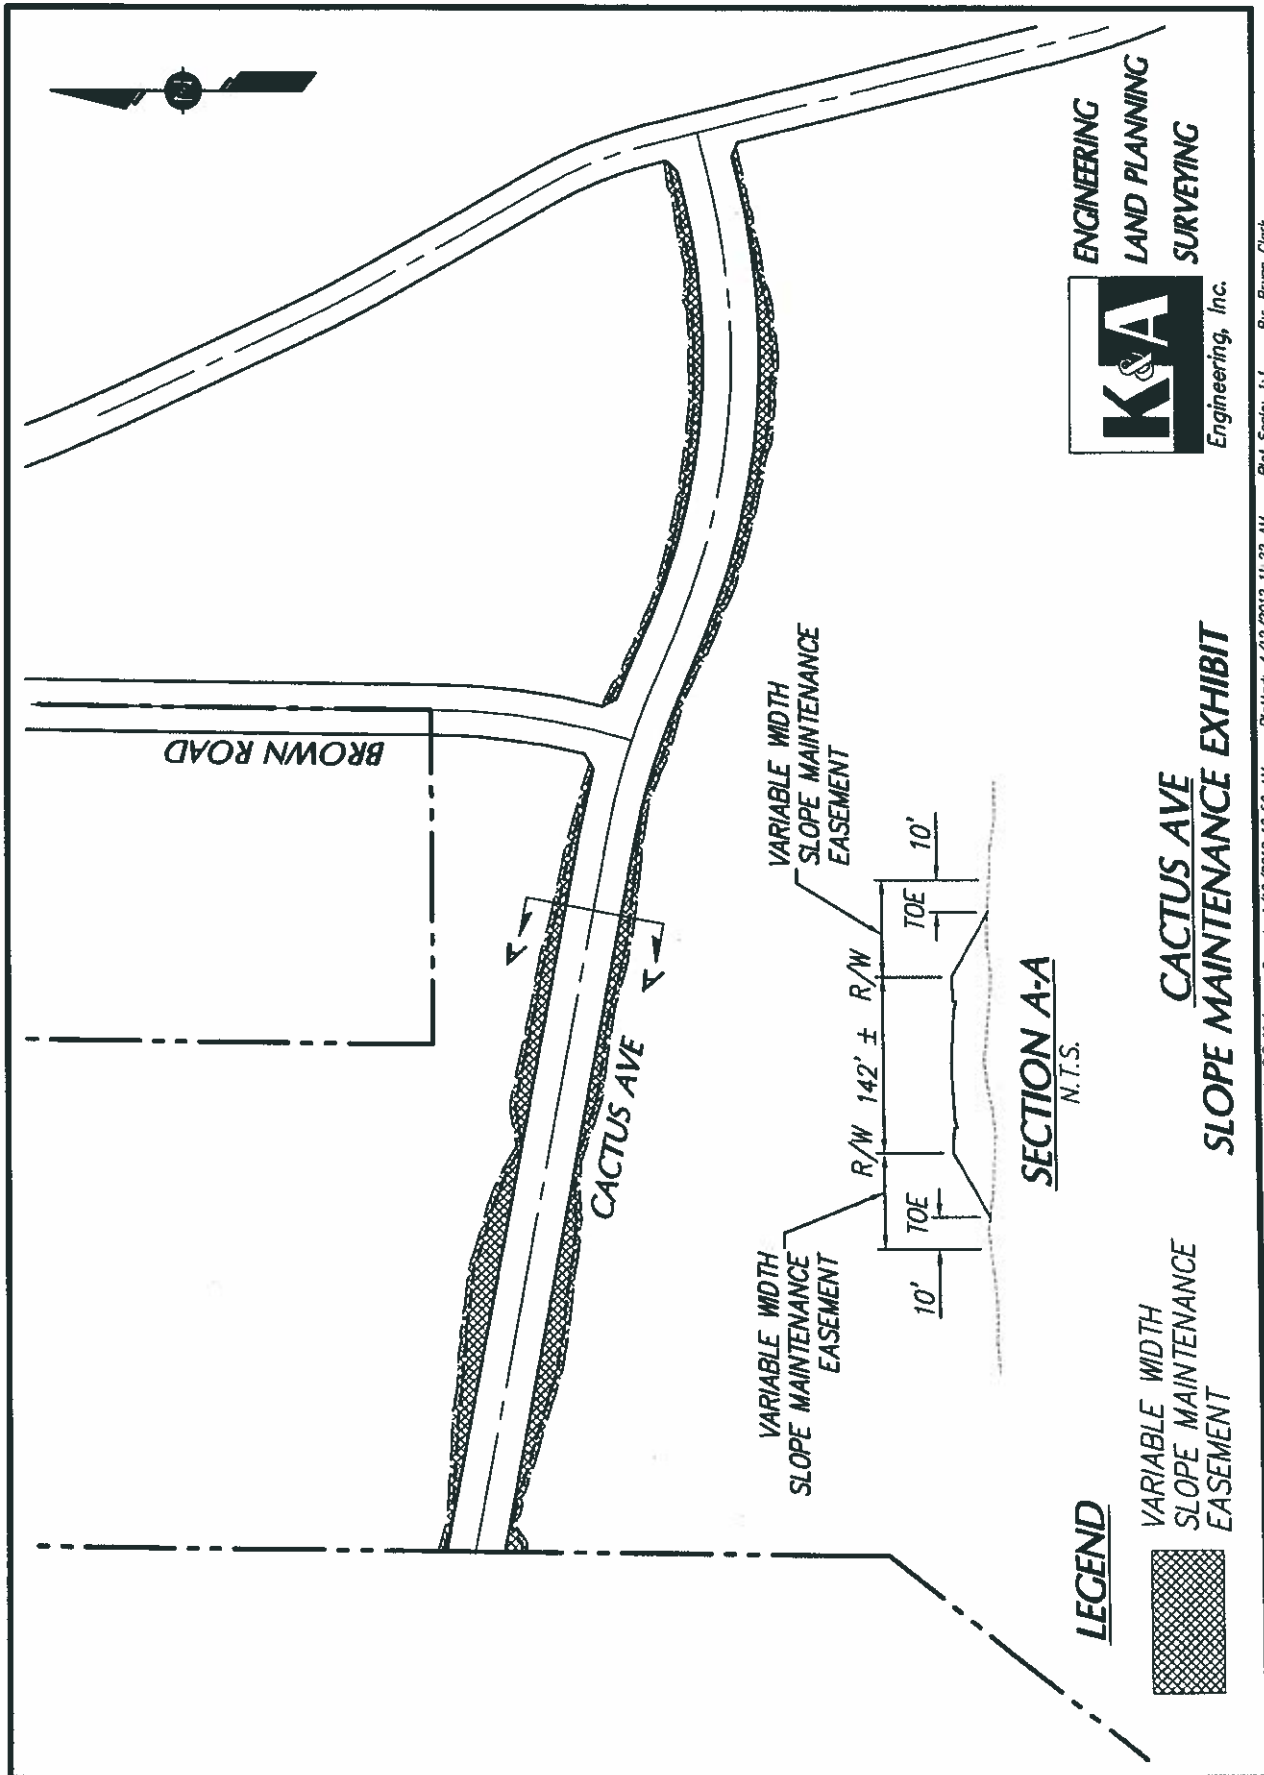 BROWN ROAD
A
A
CACTUS AVE
VARIABLE WIDTH
SLOPE MAINTENANCE
EASEMENT
VARIABLE WIDTH
SLOPE MAINTENANCE
EASEMENT
R/W 142' ± R/W
10'
TOE
TOE
10'
SECTION A-A
N.T.S.
LEGEND
VARIABLE WIDTH
SLOPE MAINTENANCE
EASEMENT
CACTUS AVE
SLOPE MAINTENANCE EXHIBIT
K&A
Engineering, Inc.
ENGINEERING
LAND PLANNING
SURVEYING